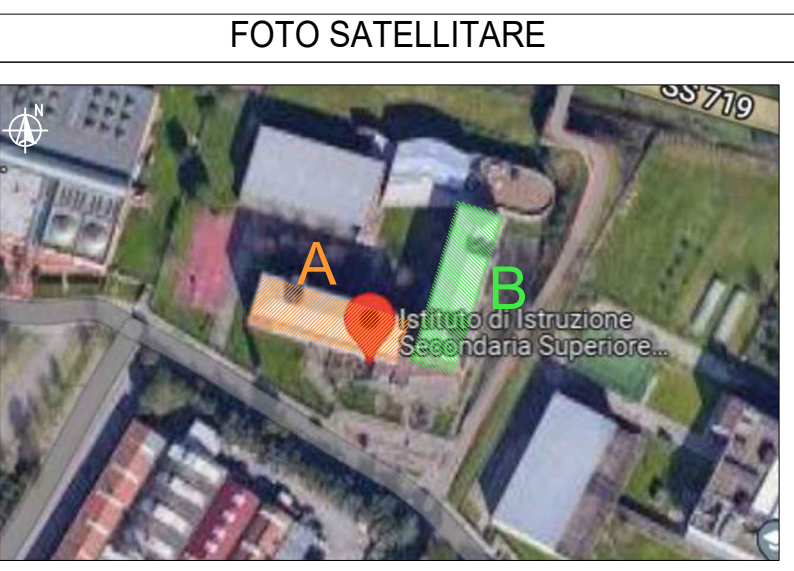 FOTO SATELLITARE
N
SS 719
A
B
Istituto di Istruzione
Secondaria Superiore...